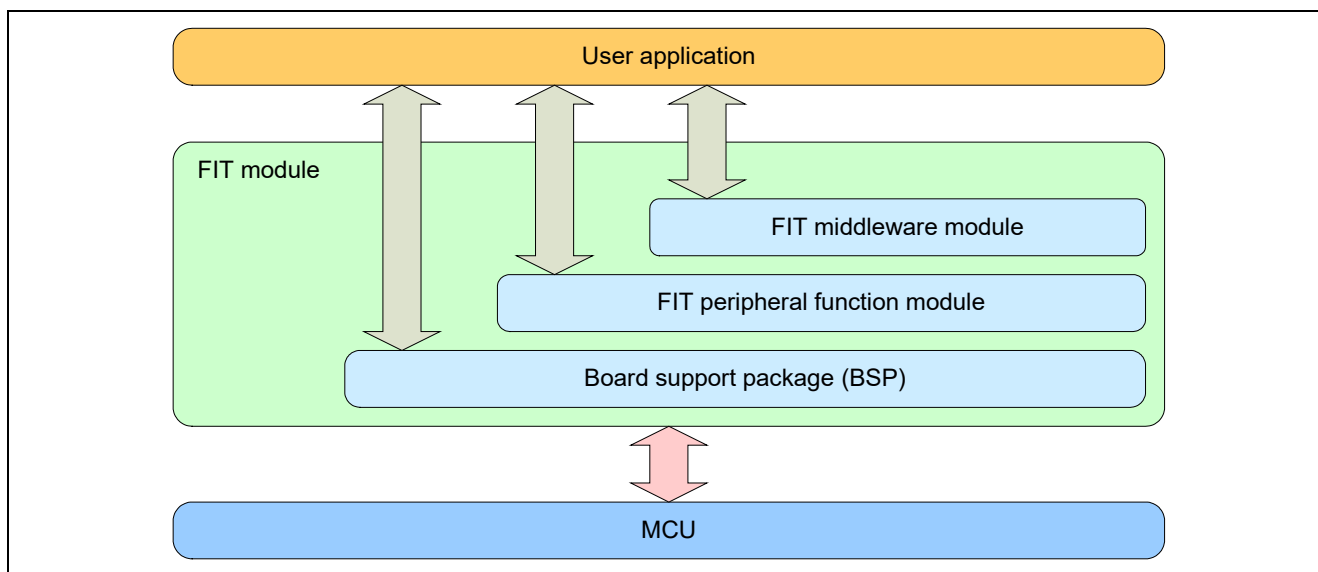 User application
FIT module
FIT middleware module
FIT peripheral function module
Board support package (BSP)
MCU